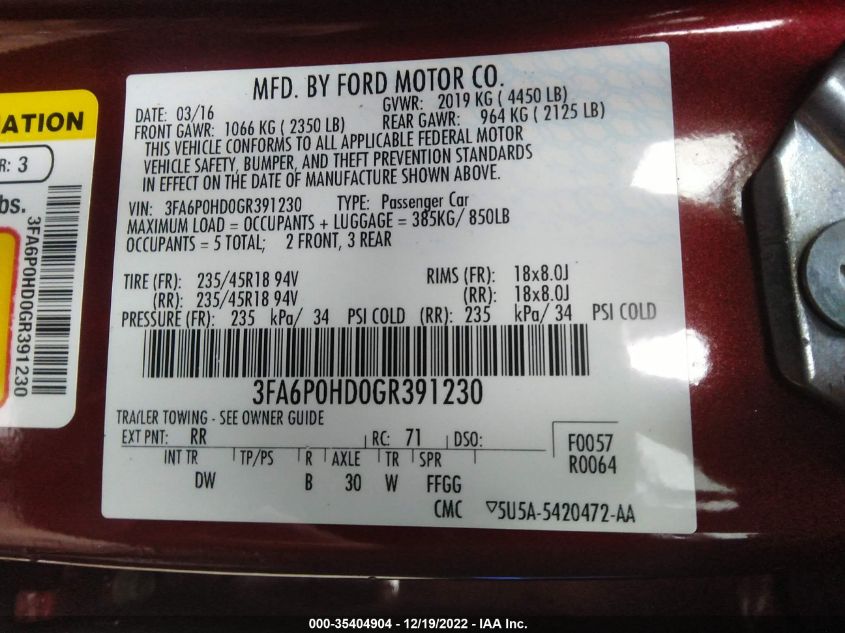 MFD. BY FORD MOTOR CO.
DATE: 03/16 GVWR: 2019 KG ( 4450 LB)
FRONT GAWR: 1066 KG ( 2350 LB) REAR GAWR: 964 KG ( 2125 LB)
THIS VEHICLE CONFORMS TO ALL APPLICABLE FEDERAL MOTOR
VEHICLE SAFETY, BUMPER, AND THEFT PREVENTION STANDARDS
IN EFFECT ON THE DATE OF MANUFACTURE SHOWN ABOVE.
VIN: 3FA6P0HD0GR391230 TYPE: Passenger Car
MAXIMUM LOAD = OCCUPANTS + LUGGAGE = 385KG/ 850LB
OCCUPANTS = 5 TOTAL; 2 FRONT, 3 REAR
TIRE (FR): 235/45R18 94V RIMS (FR): 18x8.0J
(RR): 235/45R18 94V (RR): 18x8.0J
PRESSURE (FR): 235 kPa/ 34 PSI COLD (RR): 235 kPa/ 34 PSI COLD
3FA6P0HD0GR391230
TRAILER TOWING - SEE OWNER GUIDE
EXT PNT: RR RC: 71 DSO:
INT TR TP/PS R AXLE TR SPR
DW B 30 W FFGG
F0057
R0064
CMC ▽5U5A-5420472-AA
ATION
R: 3
bs.
3FA6P0HD0GR391230
000-35404904 - 12/19/2022 - IAA Inc.